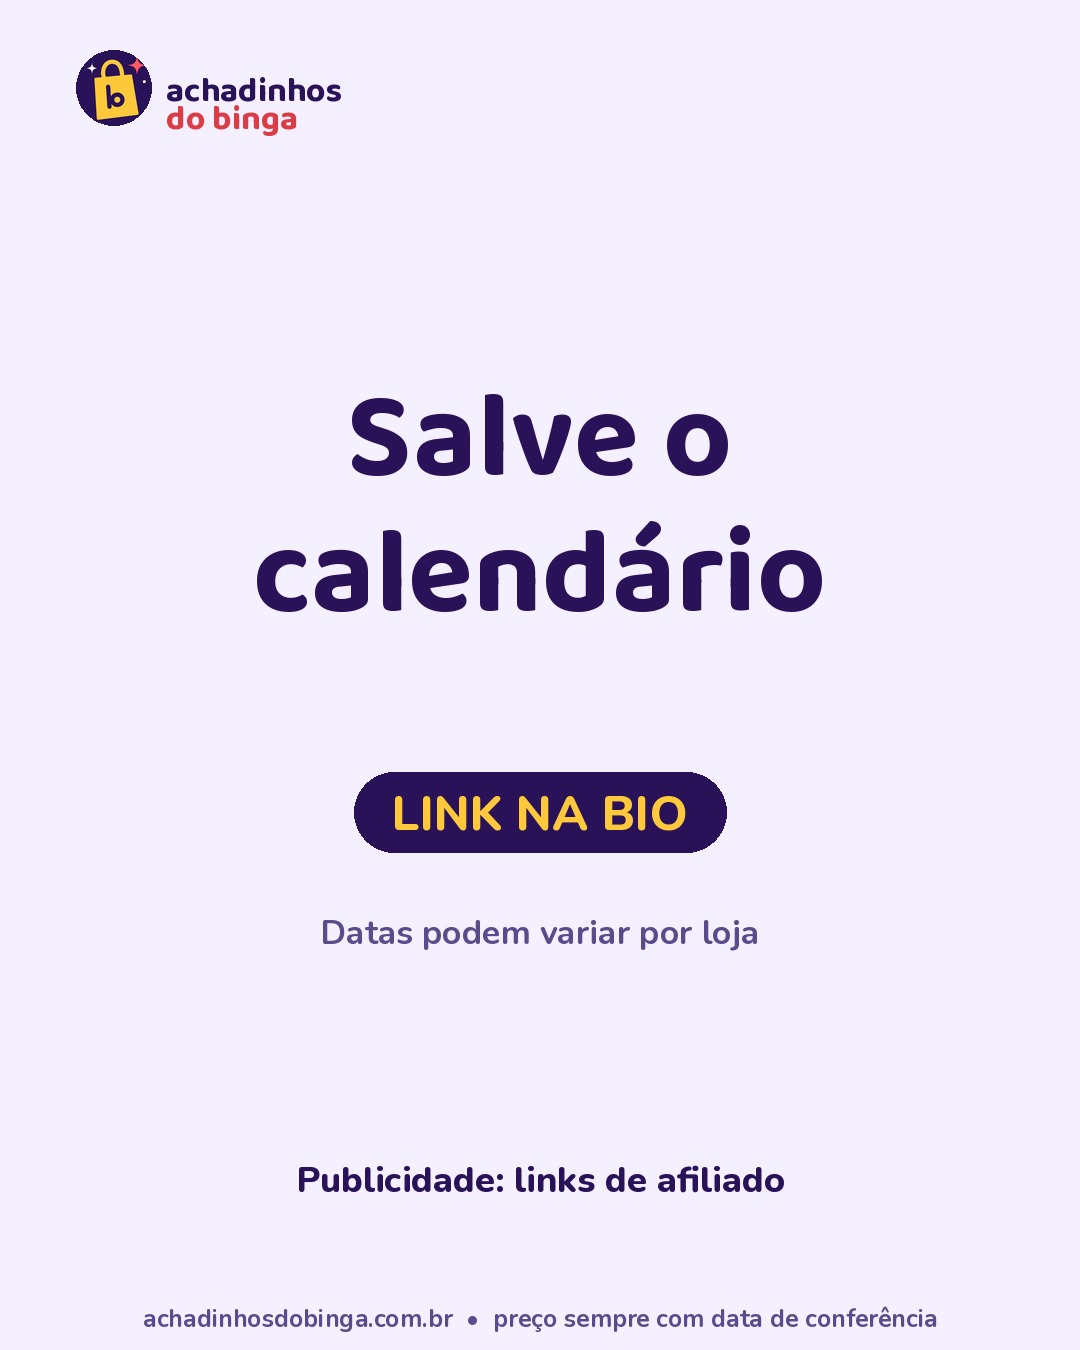 b
achadinhos
do binga
Salve o
calendário
LINK NA BIO
Datas podem variar por loja
Publicidade: links de afiliado
achadinhosdobinga.com.br • preço sempre com data de conferência